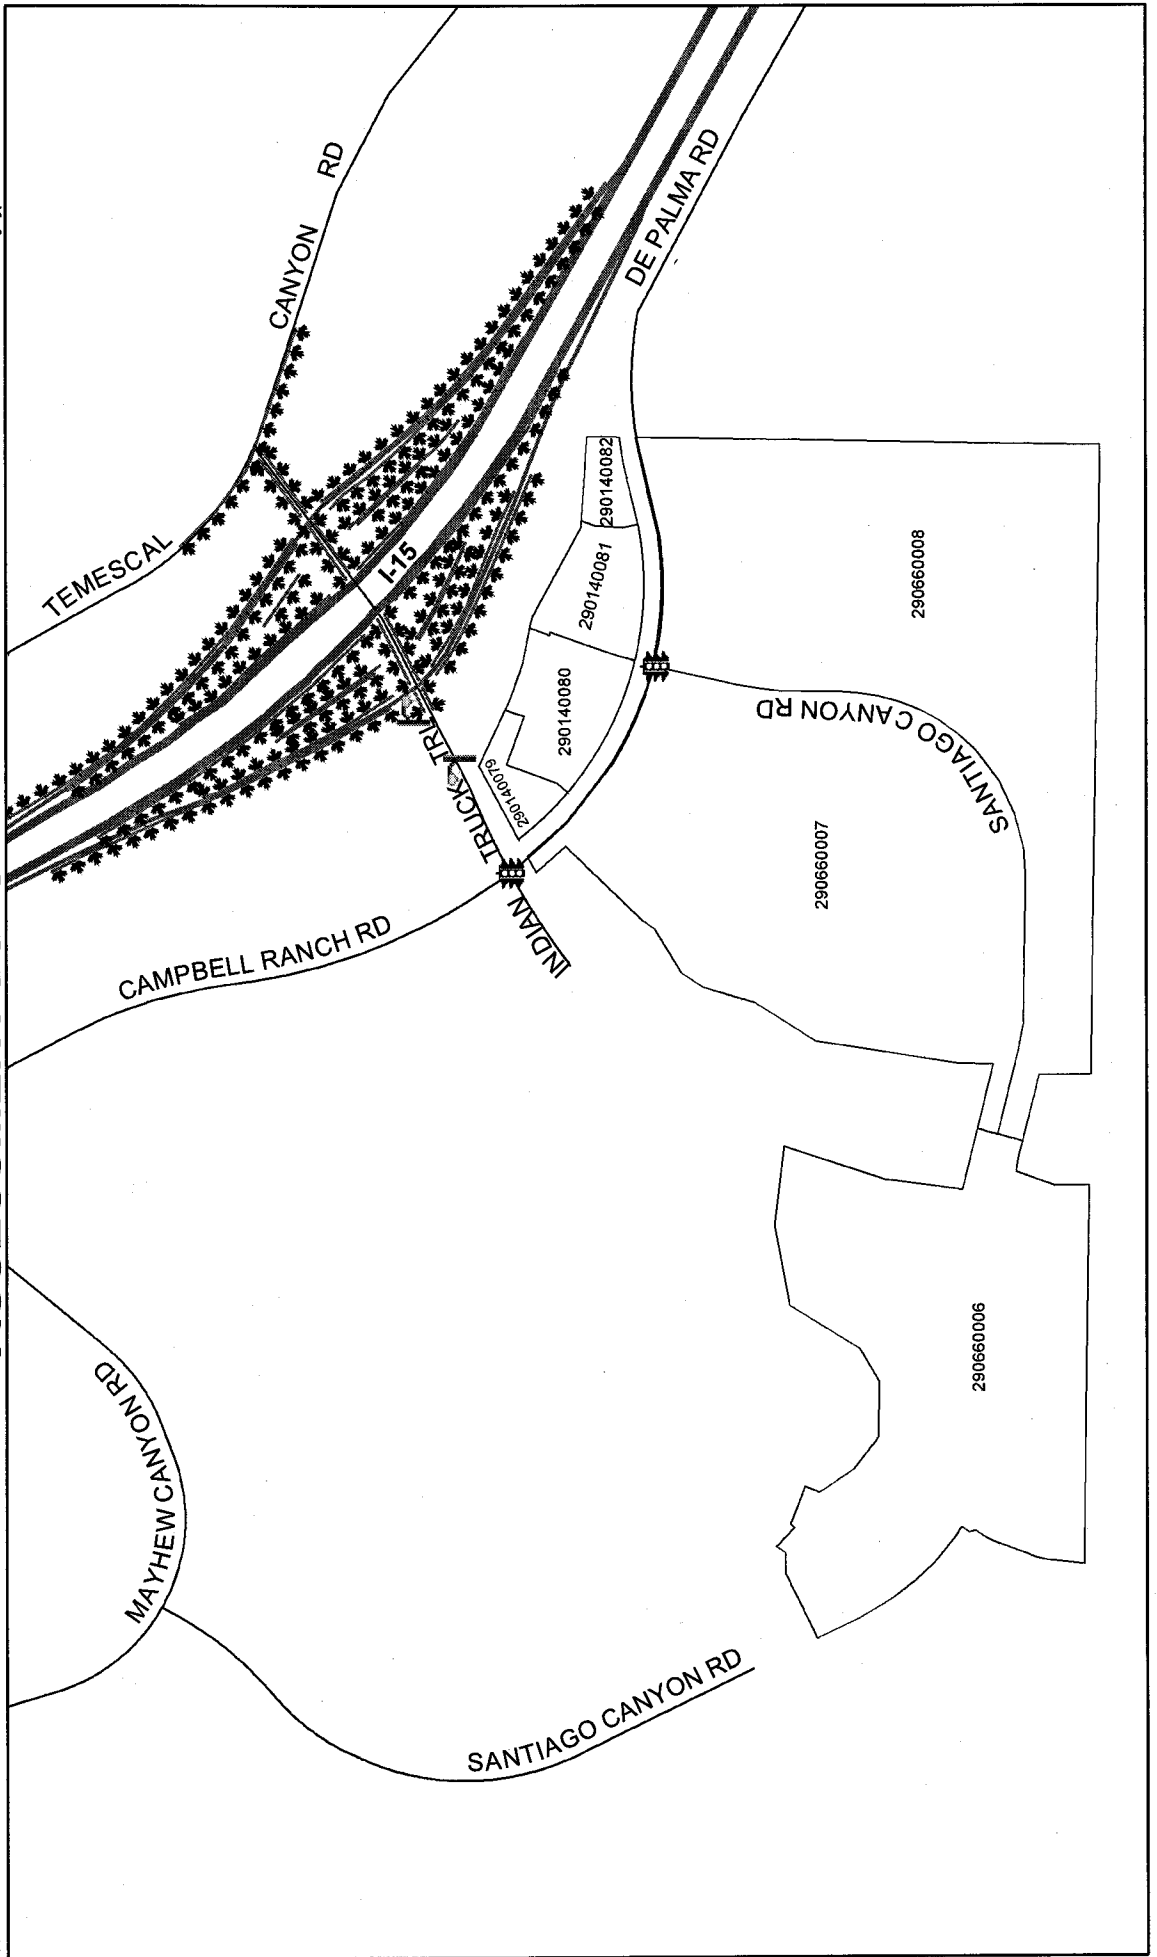 CANYON RD
TEMESCAL
DE PALMA RD
I-15
290140082
290140081
290140080
290140079
INDIAN TRUCK TRL
CAMPBELL RANCH RD
290660008
SANTIAGO CANYON RD
290660007
MAYHEW CANYON RD
290660006
SANTIAGO CANYON RD